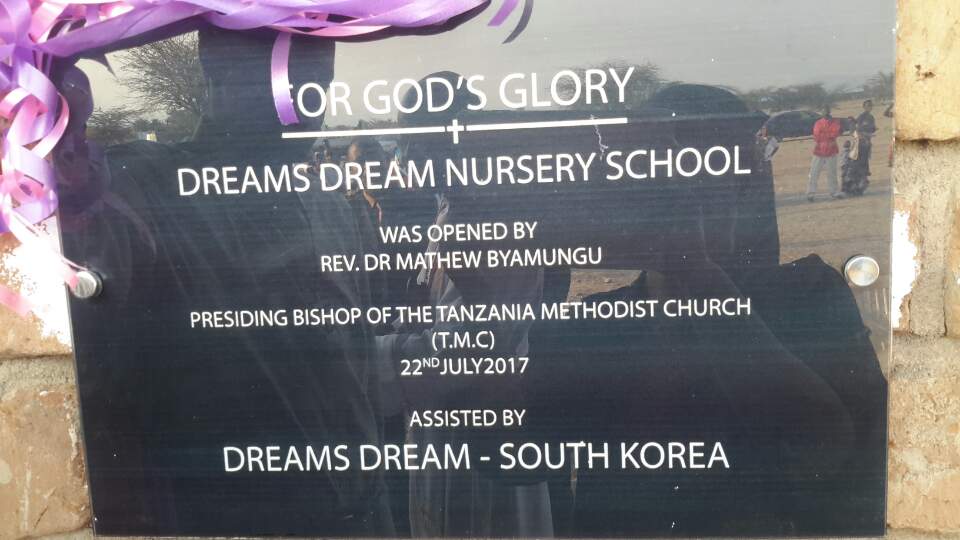 FOR GOD'S GLORY
DREAMS DREAM NURSERY SCHOOL
WAS OPENED BY
REV. DR MATHEW BYAMUNGU
PRESIDING BISHOP OF THE TANZANIA METHODIST CHURCH
(T.M.C)
22ND JULY2017
ASSISTED BY
DREAMS DREAM - SOUTH KOREA